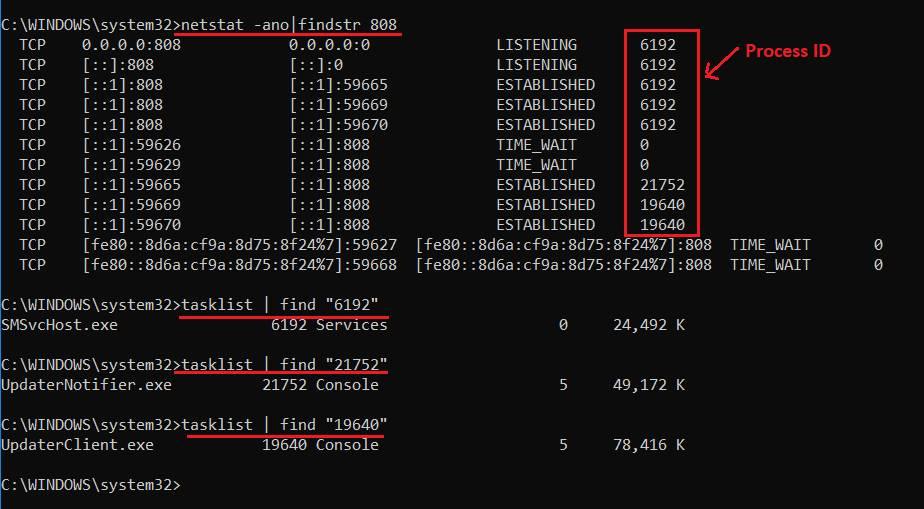 C:\WINDOWS\system32>netstat -ano|findstr 808
TCP 0.0.0.0:808 0.0.0.0:0 LISTENING 6192
TCP [::]:808 [::]:0 LISTENING 6192
TCP [::1]:808 [::1]:59665 ESTABLISHED 6192
TCP [::1]:808 [::1]:59669 ESTABLISHED 6192
TCP [::1]:808 [::1]:59670 ESTABLISHED 6192
TCP [::1]:59626 [::1]:808 TIME_WAIT 0
TCP [::1]:59629 [::1]:808 TIME_WAIT 0
TCP [::1]:59665 [::1]:808 ESTABLISHED 21752
TCP [::1]:59669 [::1]:808 ESTABLISHED 19640
TCP [::1]:59670 [::1]:808 ESTABLISHED 19640
TCP [fe80::8d6a:cf9a:8d75:8f24%7]:59627 [fe80::8d6a:cf9a:8d75:8f24%7]:808 TIME_WAIT 0
TCP [fe80::8d6a:cf9a:8d75:8f24%7]:59668 [fe80::8d6a:cf9a:8d75:8f24%7]:808 TIME_WAIT 0
Process ID
C:\WINDOWS\system32>tasklist | find "6192"
SMSvcHost.exe 6192 Services 0 24,492 K
C:\WINDOWS\system32>tasklist | find "21752"
UpdaterNotifier.exe 21752 Console 5 49,172 K
C:\WINDOWS\system32>tasklist | find "19640"
UpdaterClient.exe 19640 Console 5 78,416 K
C:\WINDOWS\system32>